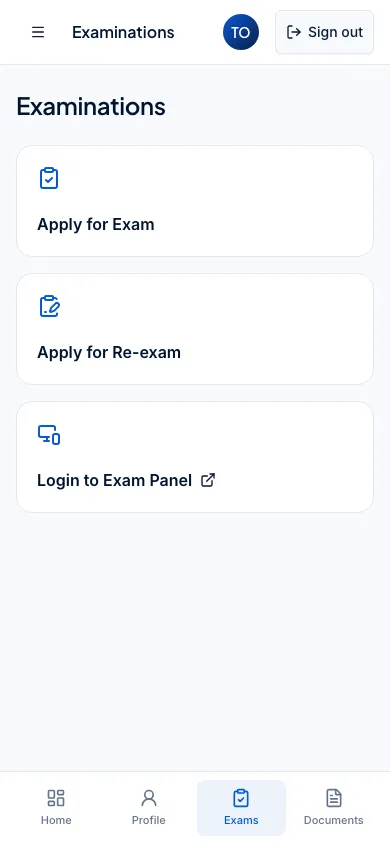 Examinations
TO
Sign out
Examinations
Apply for Exam
Apply for Re-exam
Login to Exam Panel
Home
Profile
Exams
Documents